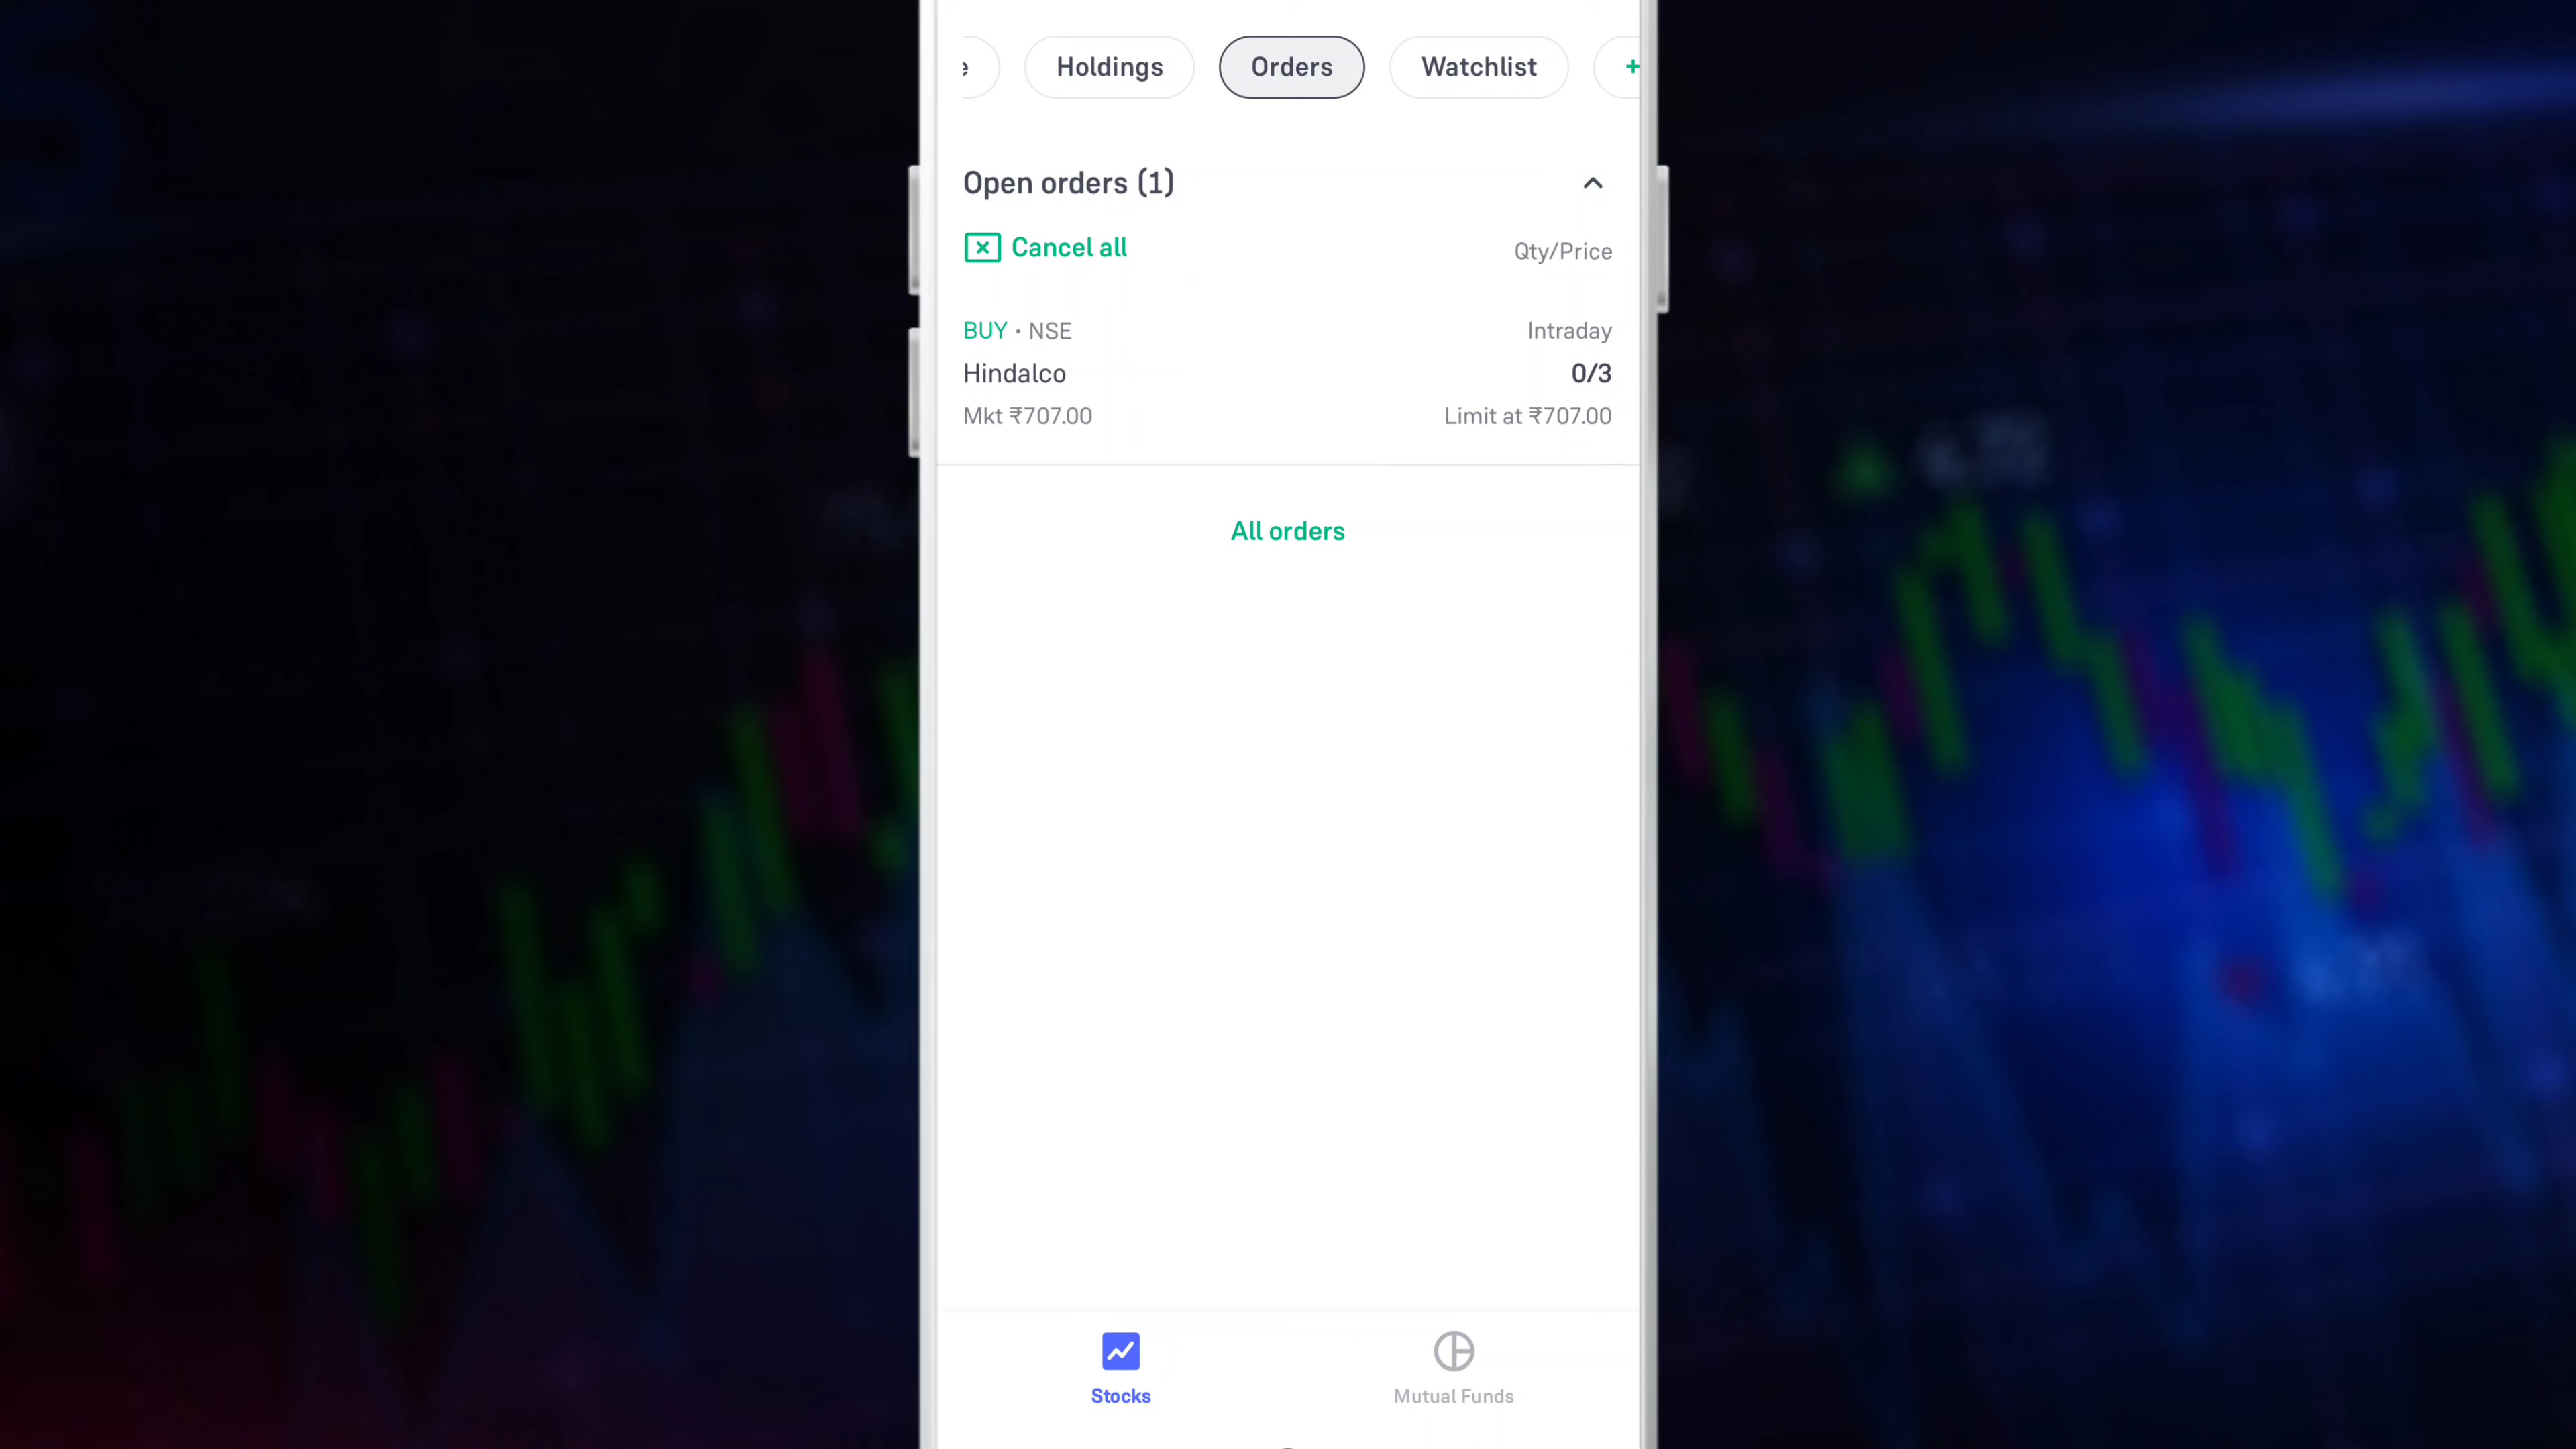 Holdings
Orders
Watchlist
+
Open orders (1)
Cancel all
Qty/Price
BUY • NSE
Intraday
Hindalco
0/3
Mkt ₹707.00
Limit at ₹707.00
All orders
Stocks
Mutual Funds